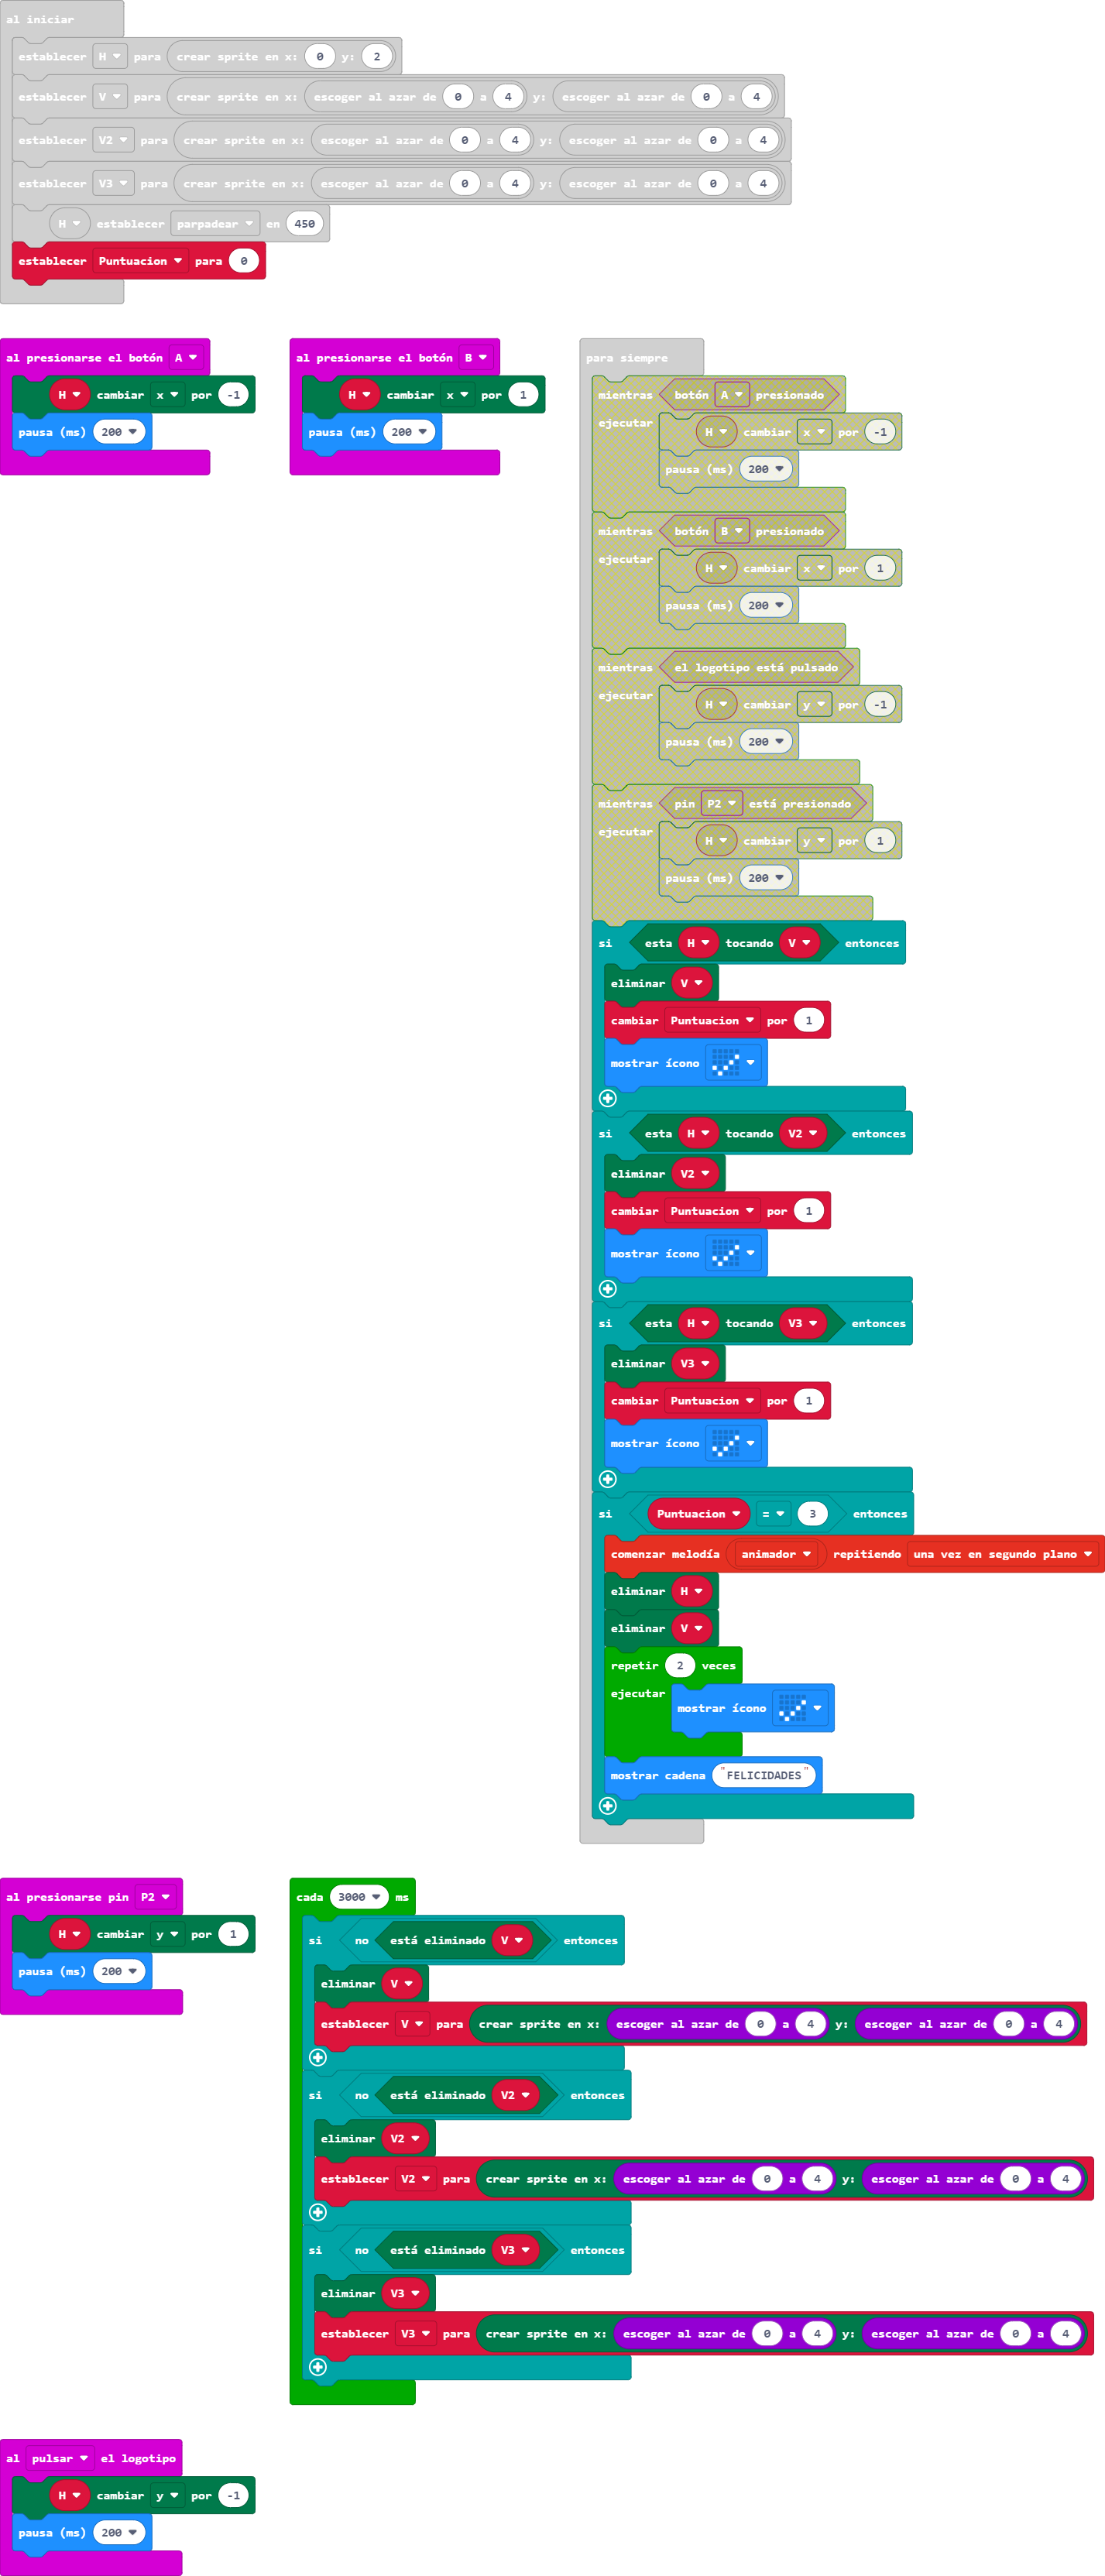 al iniciar
establecer H para crear sprite en x: 0 y: 2
establecer V para crear sprite en x: escoger al azar de 0 a 4 y: escoger al azar de 0 a 4
establecer V2 para crear sprite en x: escoger al azar de 0 a 4 y: escoger al azar de 0 a 4
establecer V3 para crear sprite en x: escoger al azar de 0 a 4 y: escoger al azar de 0 a 4
H establecer parpadear en 450
establecer Puntuacion para 0
al presionarse el botón A
H cambiar x por -1
pausa (ms) 200
al presionarse el botón B
H cambiar x por 1
pausa (ms) 200
para siempre
mientras botón A presionado
ejecutar
H cambiar x por -1
pausa (ms) 200
mientras botón B presionado
ejecutar
H cambiar x por 1
pausa (ms) 200
mientras el logotipo está pulsado
ejecutar
H cambiar y por -1
pausa (ms) 200
mientras pin P2 está presionado
ejecutar
H cambiar y por 1
pausa (ms) 200
si esta H tocando V entonces
eliminar V
cambiar Puntuacion por 1
mostrar ícono
si esta H tocando V2 entonces
eliminar V2
cambiar Puntuacion por 1
mostrar ícono
si esta H tocando V3 entonces
eliminar V3
cambiar Puntuacion por 1
mostrar ícono
si Puntuacion = 3 entonces
comenzar melodía animador repitiendo una vez en segundo plano
eliminar H
eliminar V
repetir 2 veces
ejecutar
mostrar ícono
mostrar cadena "FELICIDADES"
al presionarse pin P2
H cambiar y por 1
pausa (ms) 200
cada 3000 ms
si no está eliminado V entonces
eliminar V
establecer V para crear sprite en x: escoger al azar de 0 a 4 y: escoger al azar de 0 a 4
si no está eliminado V2 entonces
eliminar V2
establecer V2 para crear sprite en x: escoger al azar de 0 a 4 y: escoger al azar de 0 a 4
si no está eliminado V3 entonces
eliminar V3
establecer V3 para crear sprite en x: escoger al azar de 0 a 4 y: escoger al azar de 0 a 4
al pulsar el logotipo
H cambiar y por -1
pausa (ms) 200